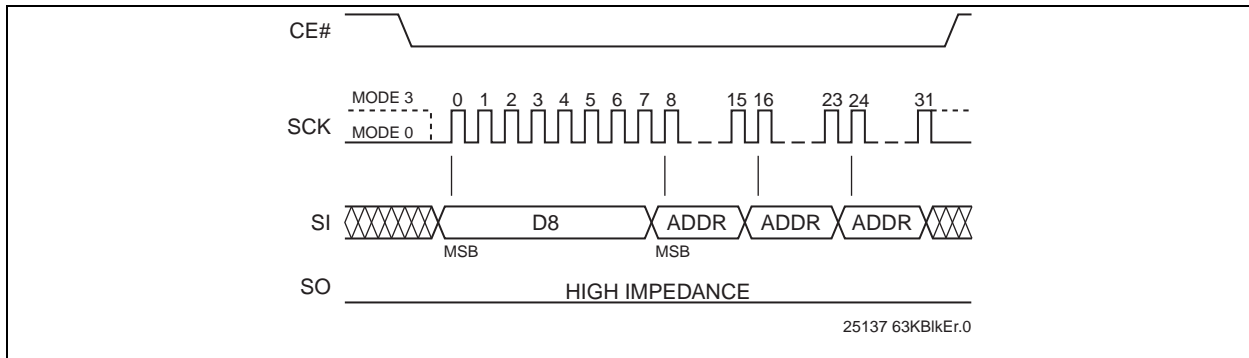 CE#
MODE 3
0 1 2 3 4 5 6 7 8 15 16 23 24 31
SCK
MODE 0
SI
D8
ADDR
ADDR
ADDR
MSB
MSB
SO
HIGH IMPEDANCE
25137 63KBlkEr.0